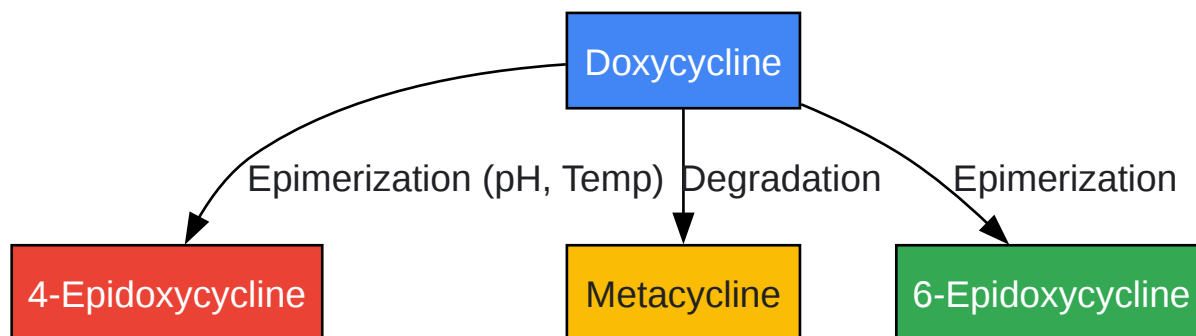 Doxycycline
Epimerization (pH, Temp)
Degradation
Epimerization
4-Epidoxycycline
Metacycline
6-Epidoxycycline